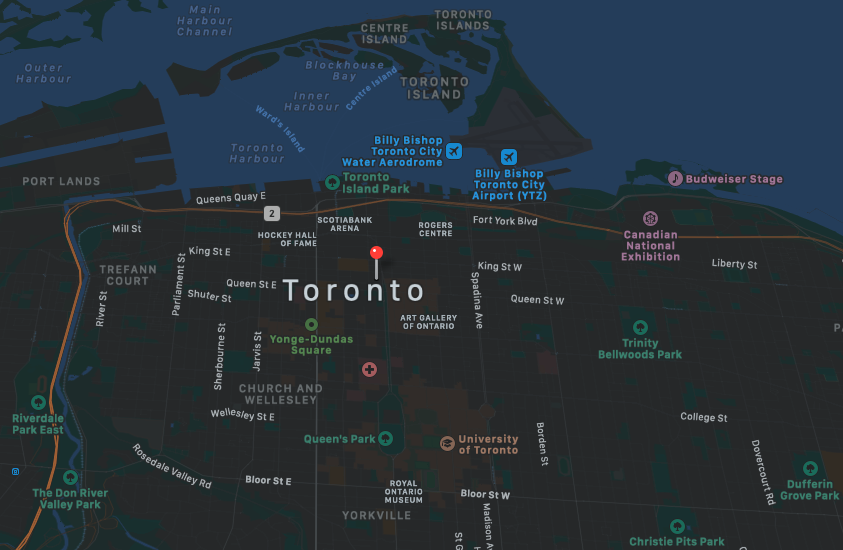 Main
Harbour
Channel
TORONTO
ISLANDS
CENTRE
ISLAND
Outer
Harbour
Blockhouse
Bay
TORONTO
ISLAND
Centre Island
Inner
Harbour
Ward's Island
Toronto
Harbour
Billy Bishop
Toronto City
Water Aerodrome
Billy Bishop
Toronto City
Airport (YTZ)
PORT LANDS
Toronto
Island Park
Budweiser Stage
Queens Quay E
2
SCOTIABANK
ARENA
ROGERS
CENTRE
Fort York Blvd
Mill St
HOCKEY HALL
OF FAME
Canadian
National
Exhibition
King St E
King St W
Liberty St
TREFANN
COURT
Parliament St
Queen St E
Toronto
Spadina Ave
Queen St W
River St
Shuter St
ART GALLERY
OF ONTARIO
Yonge-Dundas
Square
Trinity
Bellwoods Park
PA
Sherbourne St
Jarvis St
CHURCH AND
WELLESLEY
Riverdale
Park East
Wellesley St E
College St
Queen's Park
University
of Toronto
Borden St
Dovercourt Rd
Rosedale Valley Rd
Bloor St E
ROYAL
ONTARIO
MUSEUM
Bloor St W
The Don River
Valley Park
Dufferin
Grove Park
YORKVILLE
Madison Av
St G
H
Christie Pits Park